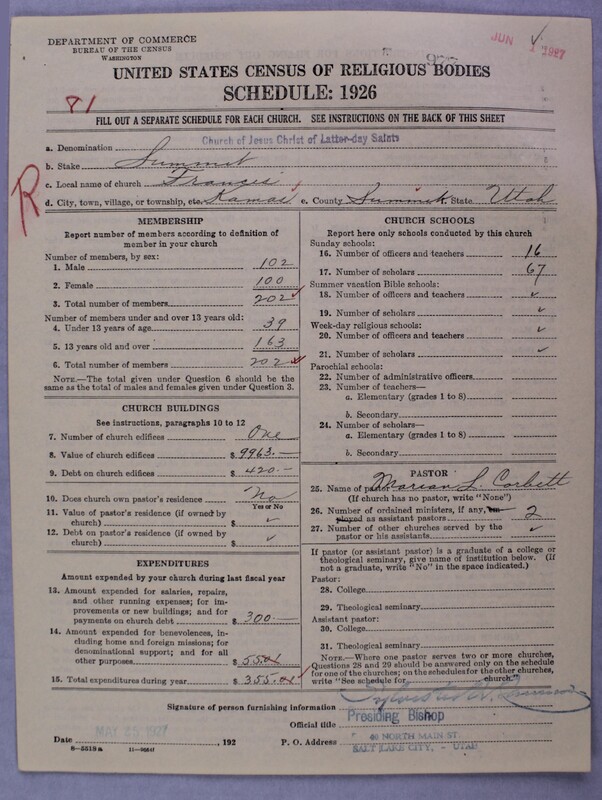 DEPARTMENT OF COMMERCE
BUREAU OF THE CENSUS
WASHINGTON
JUN 1927
UNITED STATES CENSUS OF RELIGIOUS BODIES
SCHEDULE: 1926
81
FILL OUT A SEPARATE SCHEDULE FOR EACH CHURCH. SEE INSTRUCTIONS ON THE BACK OF THIS SHEET
a. Denomination Church of Jesus Christ of Latter-day Saints
b. Stake Summit
c. Local name of church Francis
R
d. City, town, village, or township, etc. Kamas e. County Summit State Utah
MEMBERSHIP
Report number of members according to definition of
member in your church
Number of members, by sex:
1. Male 102
2. Female 100
3. Total number of members 202 ✓
Number of members under and over 13 years old:
4. Under 13 years of age 39
5. 13 years old and over 163
6. Total number of members 202 ✓
NOTE.—The total given under Question 6 should be
the same as the total of males and females given under Question 3.
CHURCH BUILDINGS
See instructions, paragraphs 10 to 12
7. Number of church edifices One
8. Value of church edifices $ 9963.—
9. Debt on church edifices $ 420.—
10. Does church own pastor's residence No
Yes or No
11. Value of pastor's residence (if owned by
church) $ ✓
12. Debt on pastor's residence (if owned by
church) $ ✓
EXPENDITURES
Amount expended by your church during last fiscal year
13. Amount expended for salaries, repairs,
and other running expenses; for im-
provements or new buildings; and for
payments on church debt $ 300.—
14. Amount expended for benevolences, in-
cluding home and foreign missions; for
denominational support; and for all
other purposes $ 55.01
15. Total expenditures during year $ 355.01 ✓
CHURCH SCHOOLS
Report here only schools conducted by this church
Sunday schools:
16. Number of officers and teachers 16
17. Number of scholars 67
Summer vacation Bible schools:
18. Number of officers and teachers ✓
19. Number of scholars ✓
Week-day religious schools:
20. Number of officers and teachers ✓
21. Number of scholars ✓
Parochial schools:
22. Number of administrative officers
23. Number of teachers—
a. Elementary (grades 1 to 8)
b. Secondary
24. Number of scholars—
a. Elementary (grades 1 to 8)
b. Secondary
PASTOR
25. Name of pastor Marion L. Corbett
(If church has no pastor, write "None")
26. Number of ordained ministers, if any, em-
ployed as assistant pastors 2
27. Number of other churches served by the
pastor or his assistants ✓
If pastor (or assistant pastor) is a graduate of a college or
theological seminary, give name of institution below. (If
not a graduate, write "No" in the space indicated.)
Pastor:
28. College
29. Theological seminary
Assistant pastor:
30. College
31. Theological seminary
NOTE.—Where one pastor serves two or more churches,
Questions 28 and 29 should be answered only on the schedule
for one of the churches; on the schedules for the other churches,
write "See schedule for church."
Signature of person furnishing information Sylvester Q. Cannon
Official title Presiding Bishop
Date MAY 25 1927, 192 P. O. Address 40 NORTH MAIN ST.
SALT LAKE CITY, - UTAH